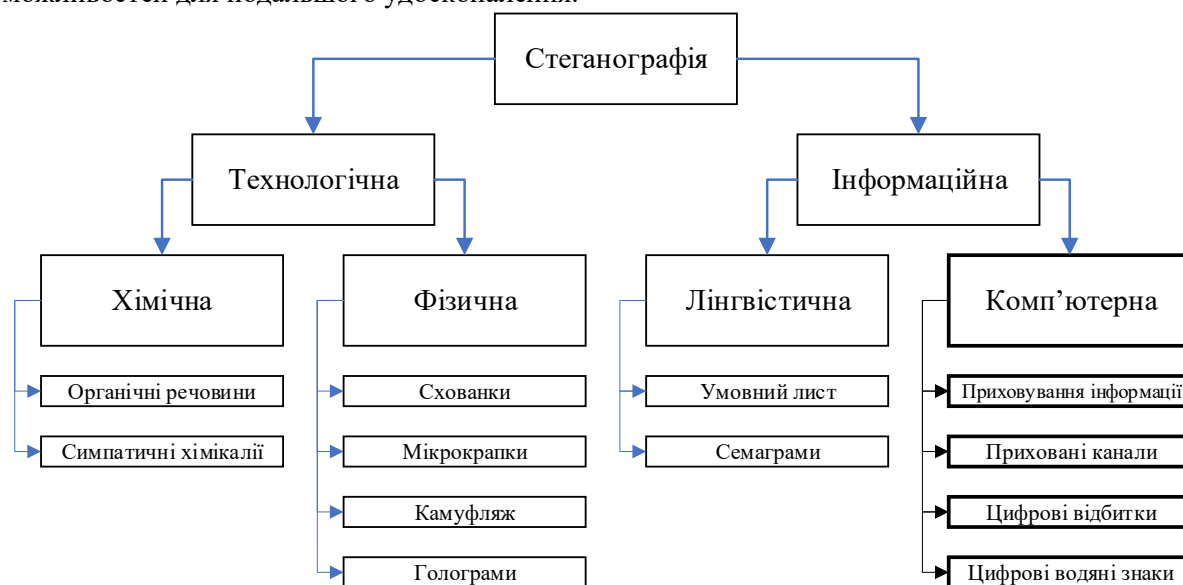 можливостей для подальшого удосконалення.
Стеганографія
Технологічна
Інформаційна
Хімічна
Фізична
Лінгвістична
Комп’ютерна
Органічні речовини
Схованки
Умовний лист
Приховування інформації
Симпатичні хімікалії
Мікрокрапки
Семаграми
Приховані канали
Камуфляж
Цифрові відбитки
Голограми
Цифрові водяні знаки